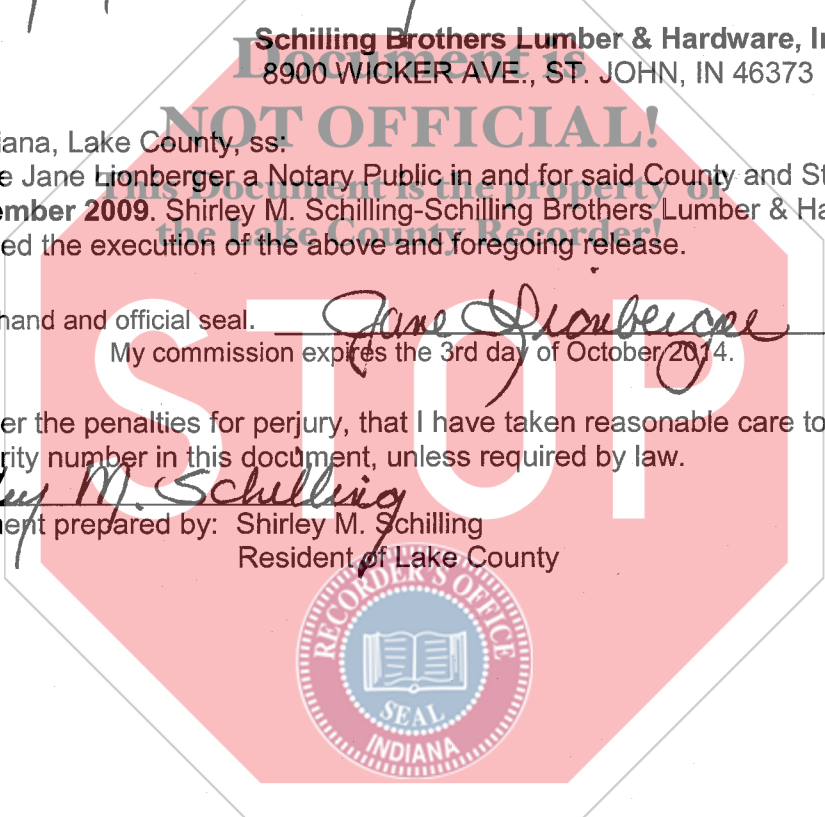 Schilling Brothers Lumber & Hardware, In
Document is
8900 WICKER AVE., ST. JOHN, IN 46373
NOT OFFICIAL!
iana, Lake County, ss:
e Jane Lionberger a Notary Public in and for said County and St
This Document is the property of
ember 2009. Shirley M. Schilling-Schilling Brothers Lumber & Ha
the Lake County Recorder!
ed the execution of the above and foregoing release.
hand and official seal. Jane Lionberger
My commission expires the 3rd day of October 2014.
STOP
er the penalties for perjury, that I have taken reasonable care to
rity number in this document, unless required by law.
ley M. Schilling
ent prepared by: Shirley M. Schilling
Resident of Lake County
RECORDER'S OFFICE
SEAL
INDIANA